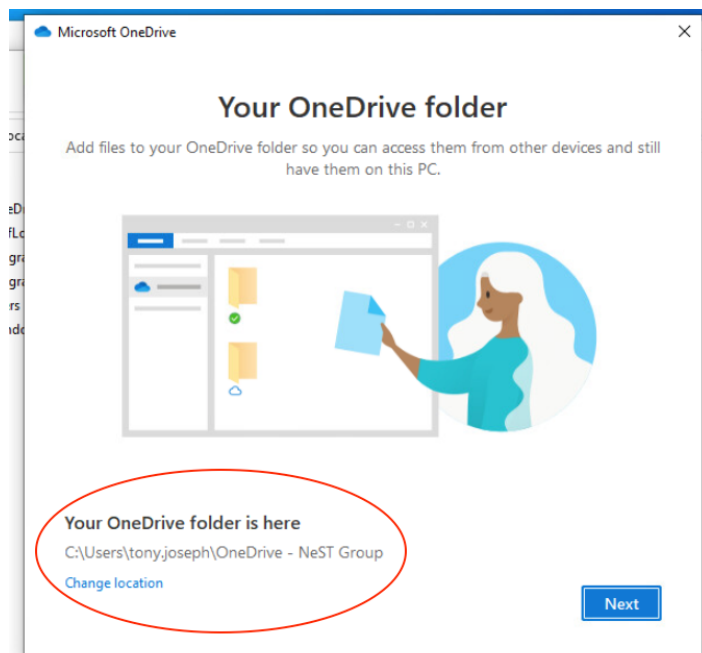 Microsoft OneDrive
Your OneDrive folder
Add files to your OneDrive folder so you can access them from other devices and still
have them on this PC.
Your OneDrive folder is here
C:\Users\tony.joseph\OneDrive - NeST Group
Change location
Next